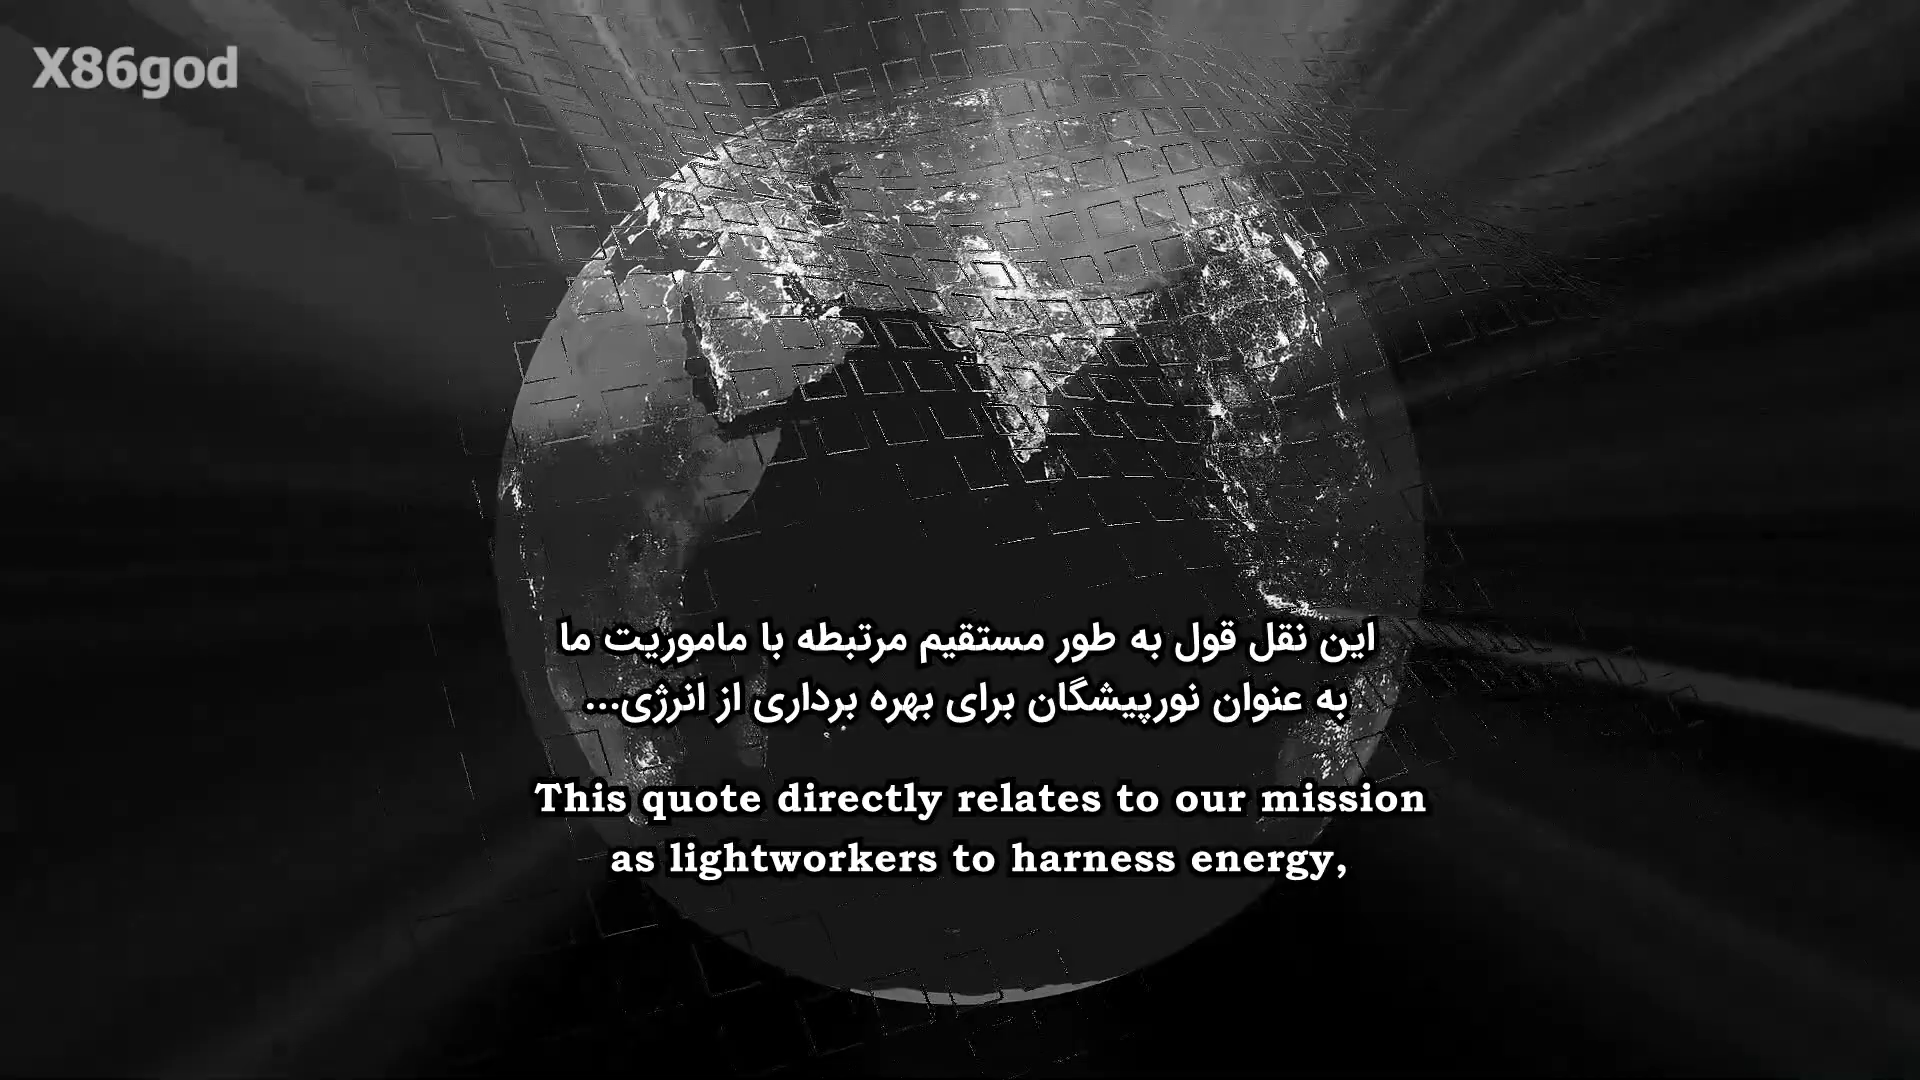 X86god
این نقل قول به طور مستقیم مرتبطه با ماموریت ما
به عنوان نورپیشگان برای بهره برداری از انرژی...
This quote directly relates to our mission
as lightworkers to harness energy,